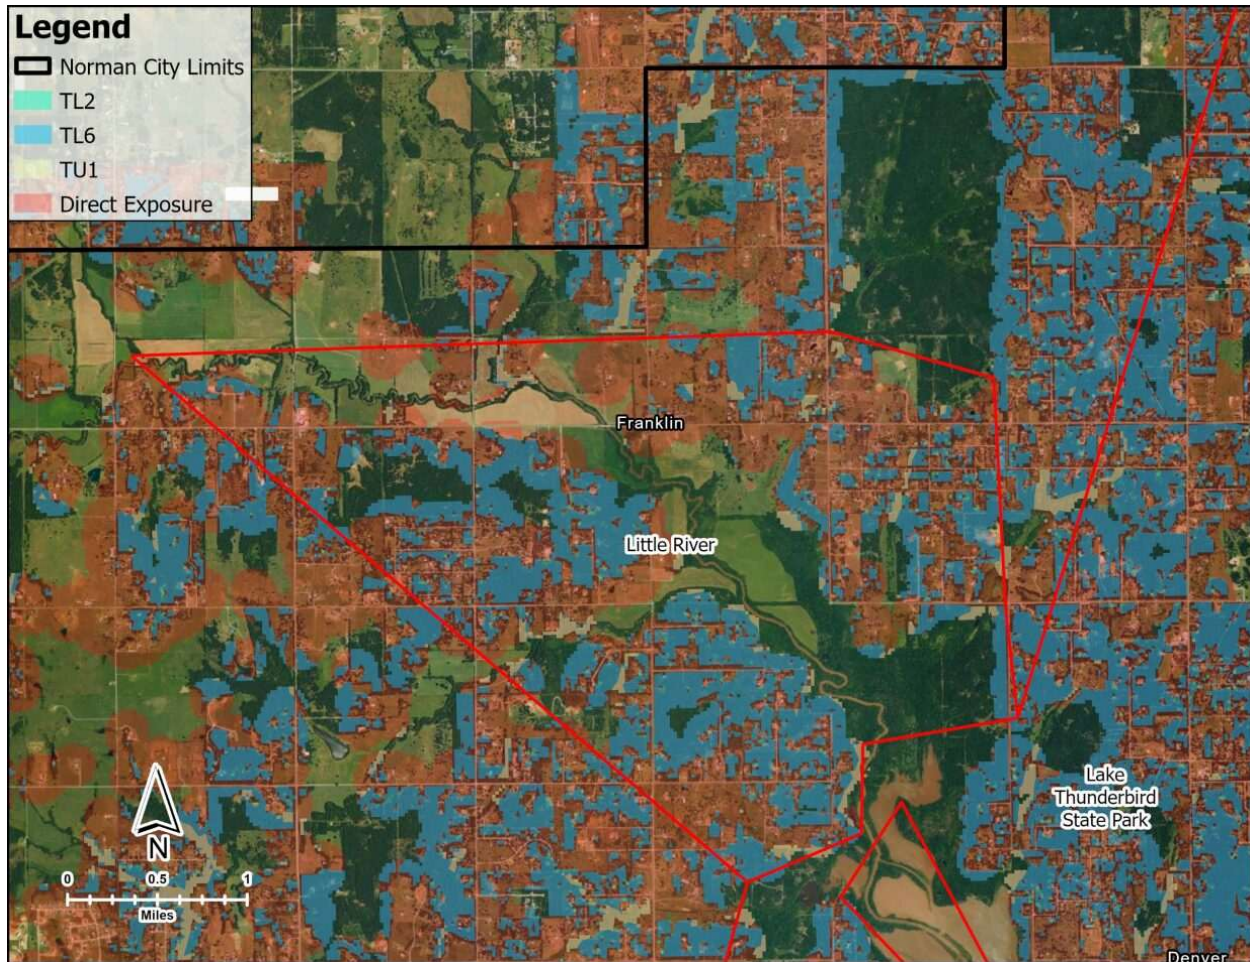 Legend
Norman City Limits
TL2
TL6
TU1
Direct Exposure
Franklin
Little River
Lake
Thunderbird
State Park
N
0 0.5 1
Miles
Denver